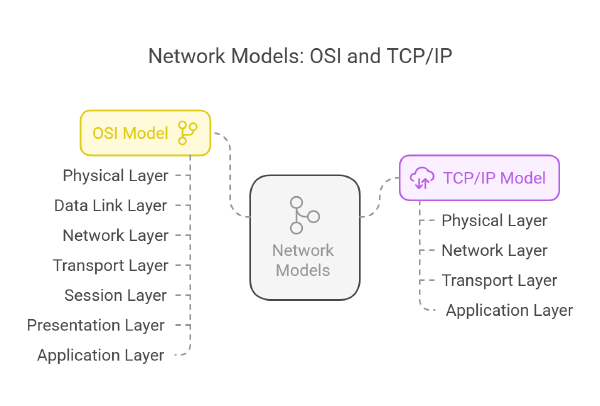 Network Models: OSI and TCP/IP
OSI Model
Physical Layer
Data Link Layer
Network Layer
Transport Layer
Session Layer
Presentation Layer
Application Layer
Network
Models
TCP/IP Model
Physical Layer
Network Layer
Transport Layer
Application Layer